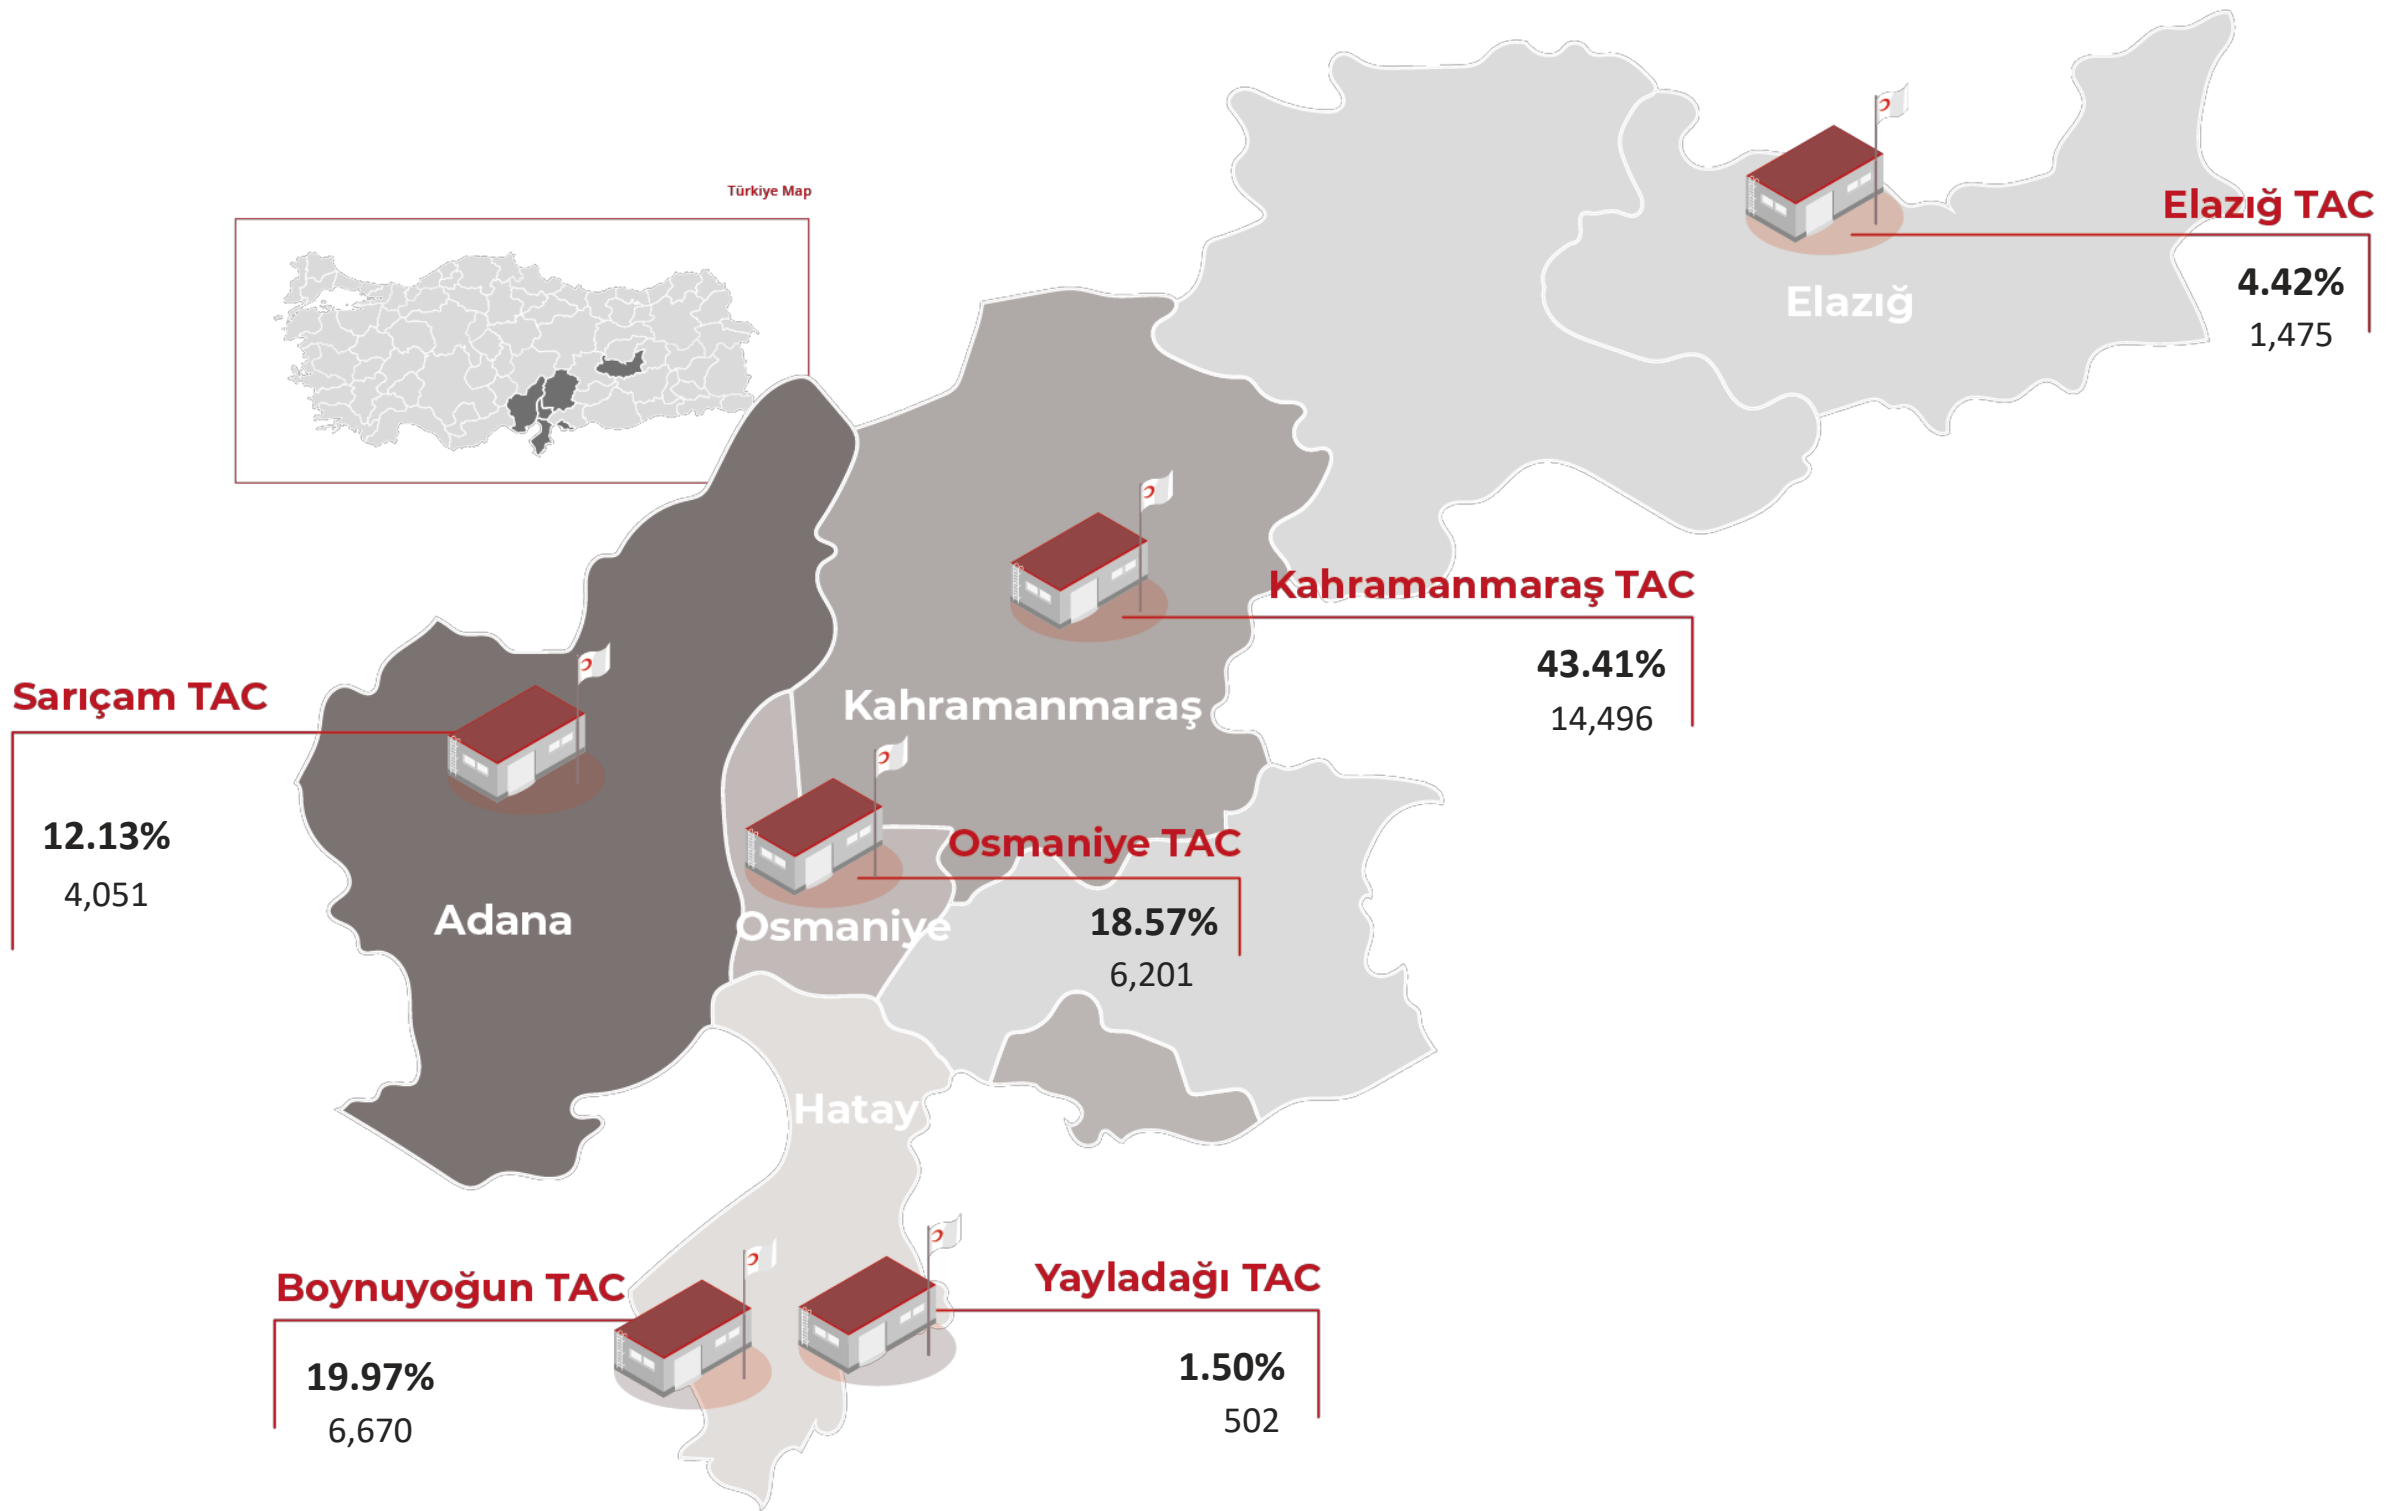 Türkiye Map
Elazığ TAC
4.42%
1,475
Elazığ
Kahramanmaraş TAC
43.41%
14,496
Kahramanmaraş
Sarıçam TAC
12.13%
4,051
Adana
Osmaniye TAC
18.57%
6,201
Osmaniye
Hatay
Boynuyoğun TAC
19.97%
6,670
Yayladağı TAC
1.50%
502